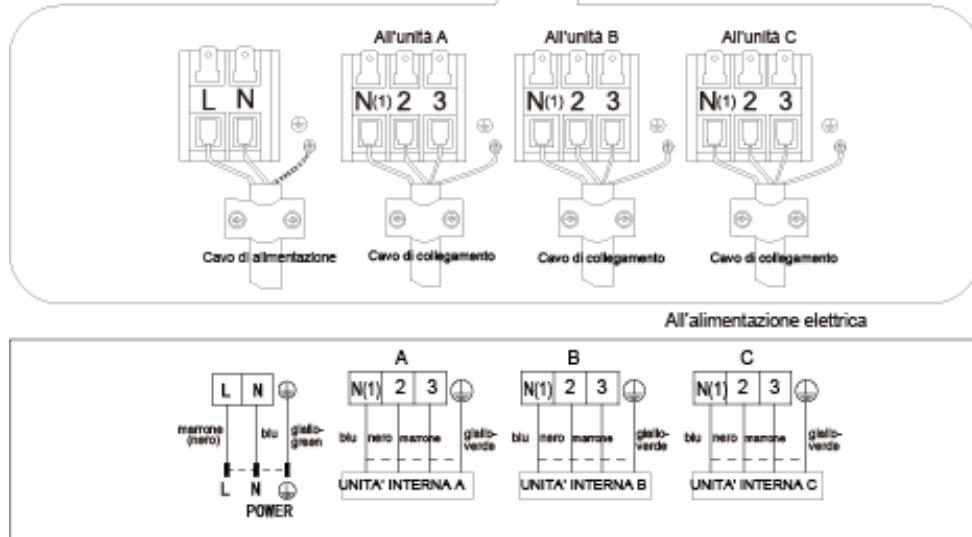 All'unità A
All'unità B
All'unità C
L N
N(1) 2 3
N(1) 2 3
N(1) 2 3
Cavo di alimentazione
Cavo di collegamento
Cavo di collegamento
Cavo di collegamento
All'alimentazione elettrica
A
B
C
L N
N(1) 2 3
N(1) 2 3
N(1) 2 3
marrone
(nero)
blu
giallo-
green
blu nero marrone
giallo-
verde
blu nero marrone
giallo-
verde
blu nero marrone
giallo-
verde
L N
POWER
UNITA' INTERNA A
UNITA' INTERNA B
UNITA' INTERNA C